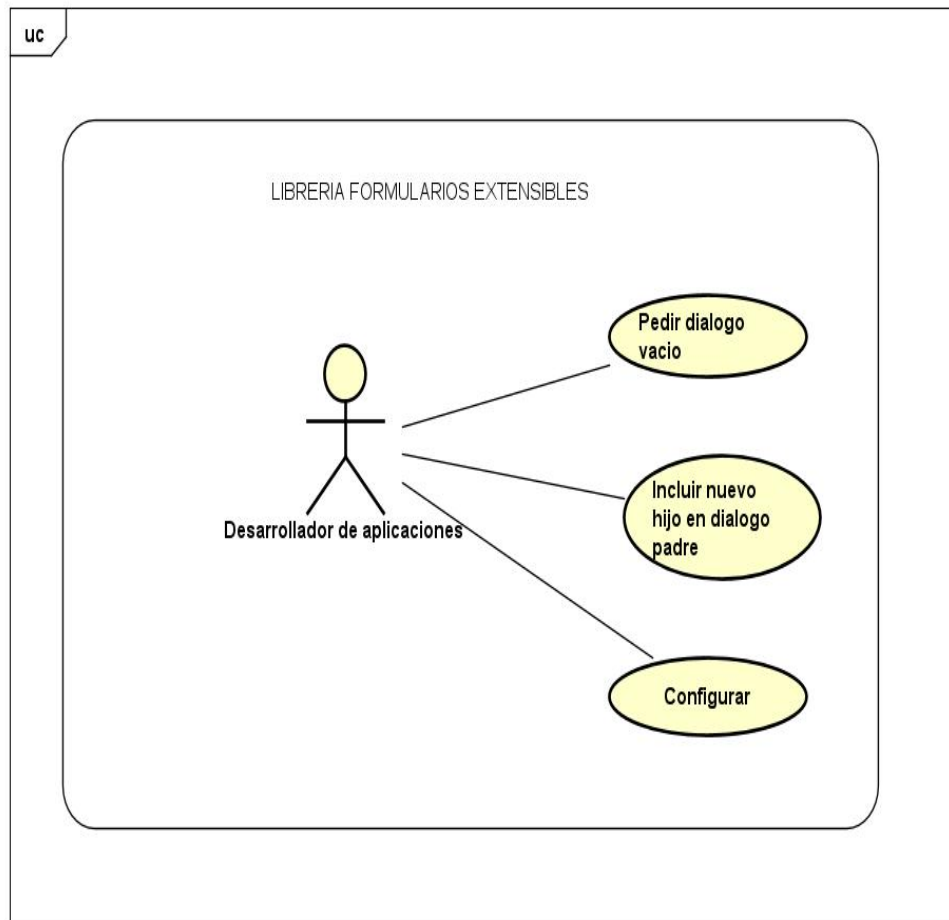 uc
LIBRERIA FORMULARIOS EXTENSIBLES
Pedir dialogo
vacio
Incluir nuevo
hijo en dialogo
padre
Desarrollador de aplicaciones
Configurar